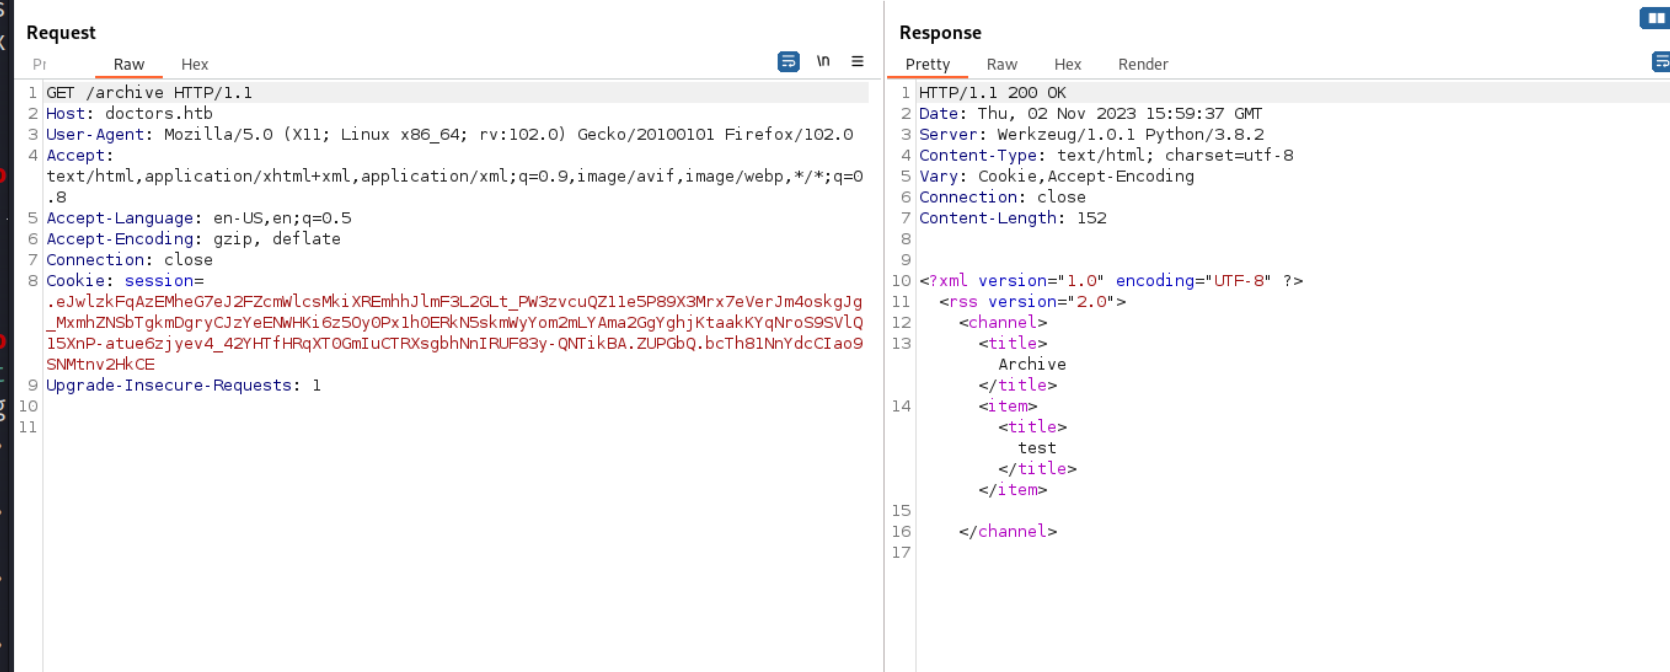 Request
Pr Raw Hex \n
1 GET /archive HTTP/1.1
2 Host: doctors.htb
3 User-Agent: Mozilla/5.0 (X11; Linux x86_64; rv:102.0) Gecko/20100101 Firefox/102.0
4 Accept:
text/html,application/xhtml+xml,application/xml;q=0.9,image/avif,image/webp,*/*;q=0
.8
5 Accept-Language: en-US,en;q=0.5
6 Accept-Encoding: gzip, deflate
7 Connection: close
8 Cookie: session=
.eJwlzkFqAzEMheG7eJ2FZcmWlcsMkiXREmhhJlmF3L2GLt_PW3zvcuQZ11e5P89X3Mrx7eVerJm4oskgJg
_MxmhZNSbTgkmDgryCJzYeENWHKi6z5OyOPx1hOERkN5skmWyYom2mLYAma2GgYghjKtaakKYqNroS9SVlQ
15XnP-atue6zjyev4_42YHTfHRqXTOGmIuCTRXsgbhNnIRUF83y-QNTikBA.ZUPGbQ.bcTh81NnYdcCIao9
SNMtnv2HkCE
9 Upgrade-Insecure-Requests: 1
10
11
Response
Pretty Raw Hex Render
1 HTTP/1.1 200 OK
2 Date: Thu, 02 Nov 2023 15:59:37 GMT
3 Server: Werkzeug/1.0.1 Python/3.8.2
4 Content-Type: text/html; charset=utf-8
5 Vary: Cookie,Accept-Encoding
6 Connection: close
7 Content-Length: 152
8
9
10 <?xml version="1.0" encoding="UTF-8" ?>
11 <rss version="2.0">
12 <channel>
13 <title>
Archive
</title>
14 <item>
<title>
test
</title>
</item>
15
16 </channel>
17